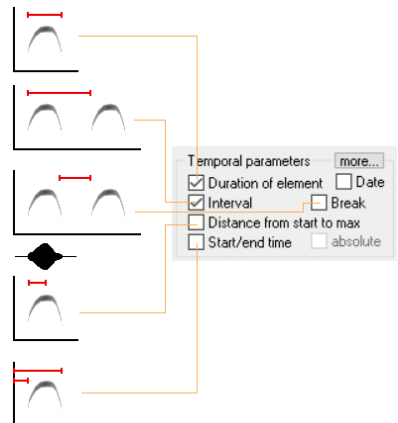 Temporal parameters more...
Duration of element Date
Interval Break
Distance from start to max
Start/end time absolute